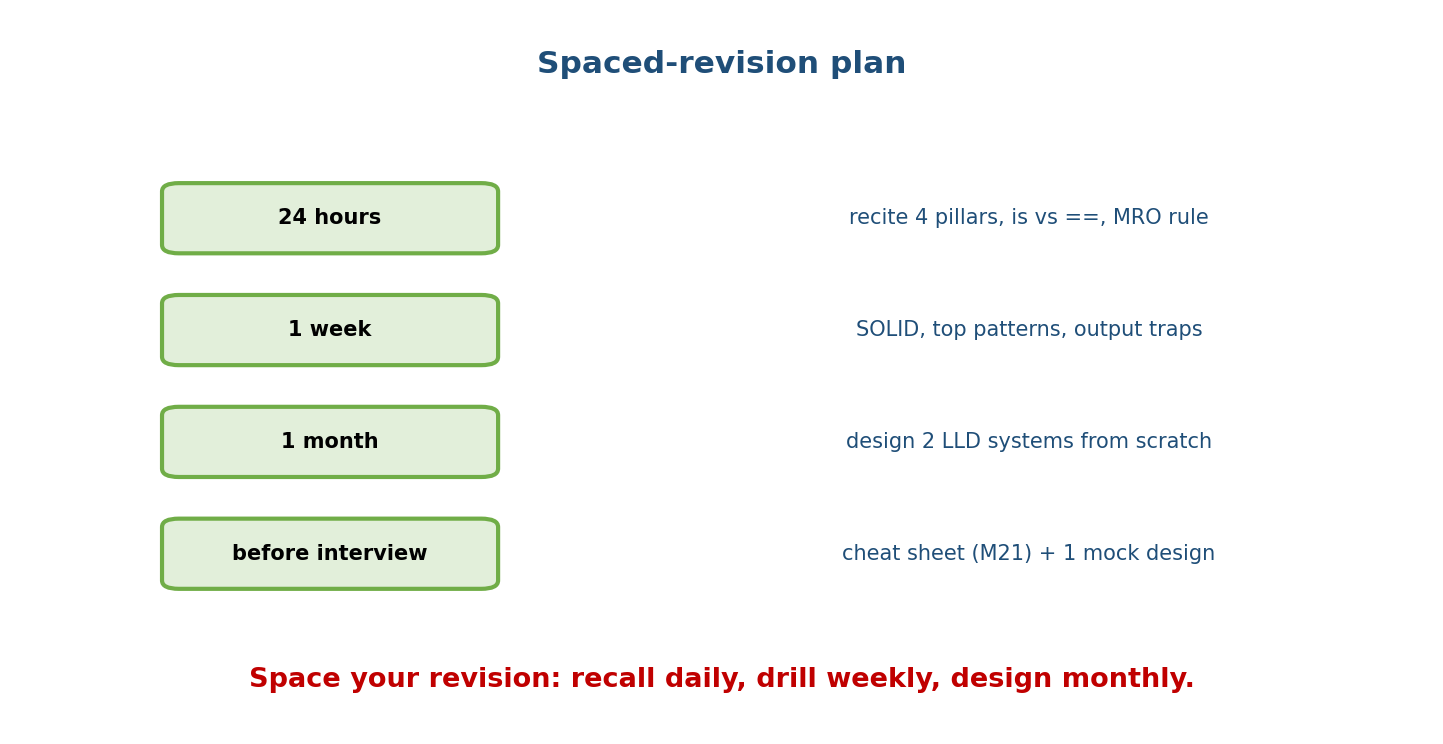 Spaced-revision plan
24 hours
recite 4 pillars, is vs ==, MRO rule
1 week
SOLID, top patterns, output traps
1 month
design 2 LLD systems from scratch
before interview
cheat sheet (M21) + 1 mock design
Space your revision: recall daily, drill weekly, design monthly.